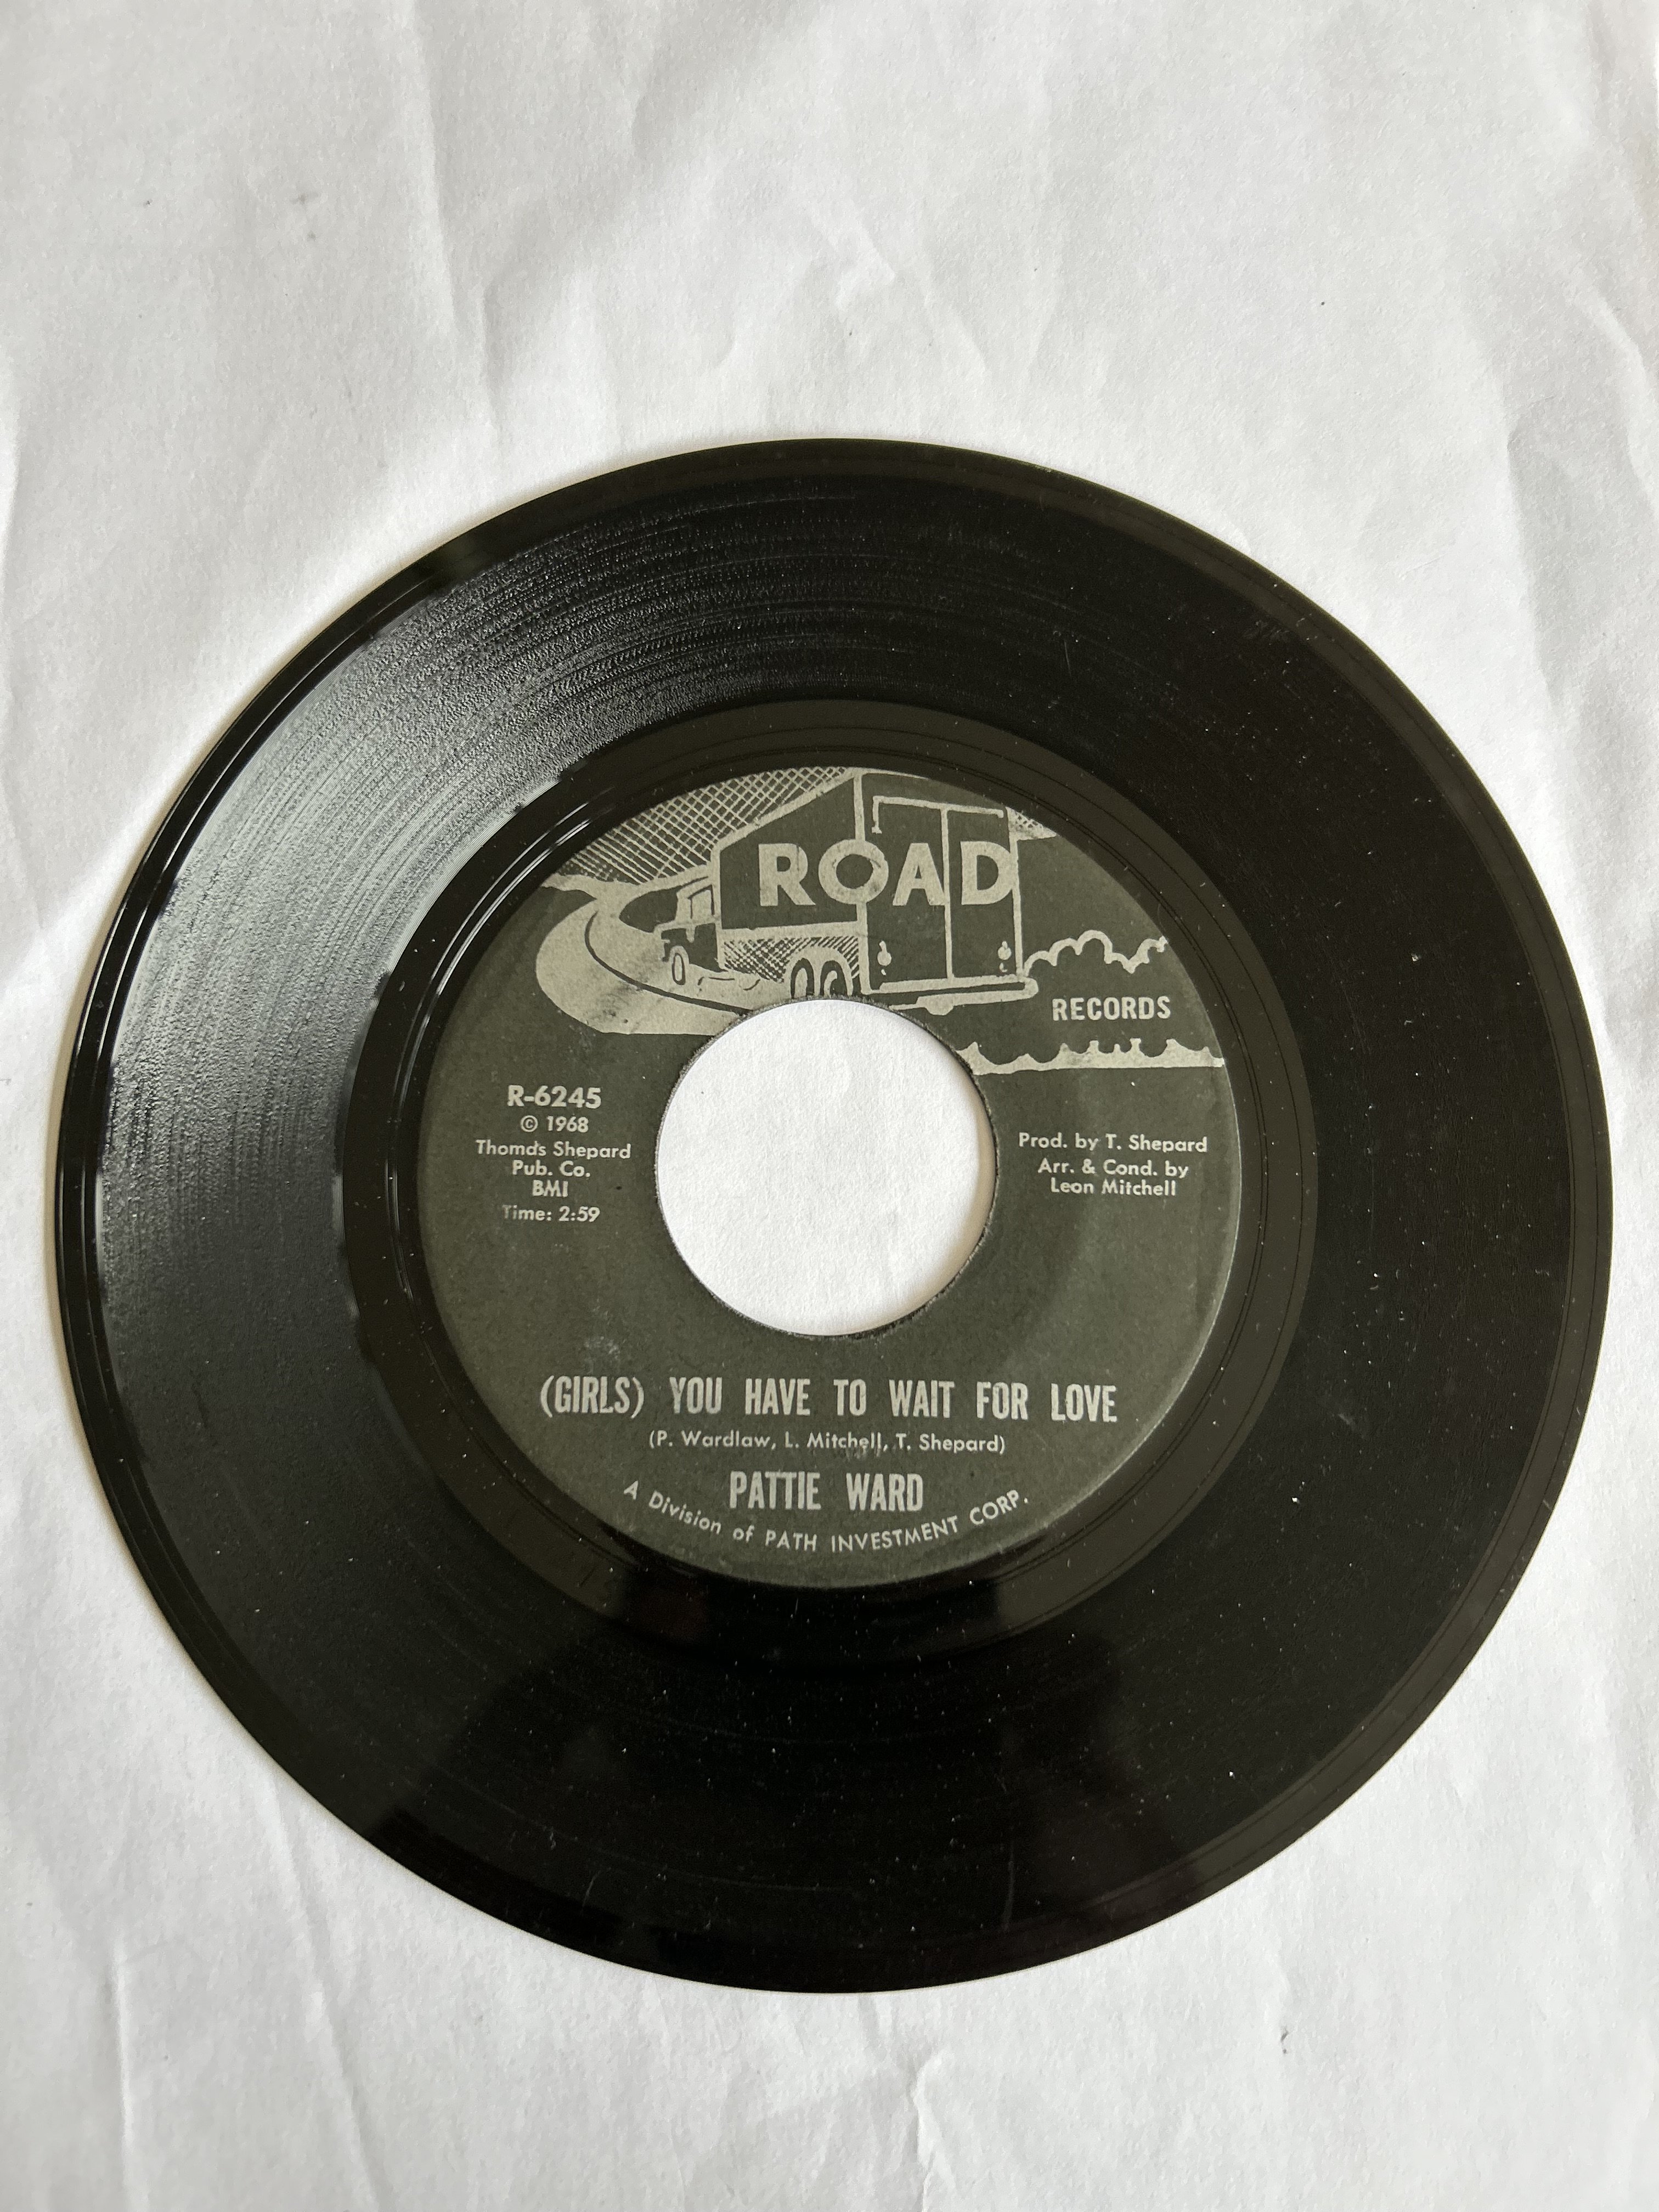 ROAD
RECORDS
R-6245
© 1968
Thomas Shepard
Pub. Co.
BMI
Time: 2:59
Prod. by T. Shepard
Arr. & Cond. by
Leon Mitchell
(GIRLS) YOU HAVE TO WAIT FOR LOVE
(P. Wardlaw, L. Mitchell, T. Shepard)
PATTIE WARD
A Division of PATH INVESTMENT CORP.